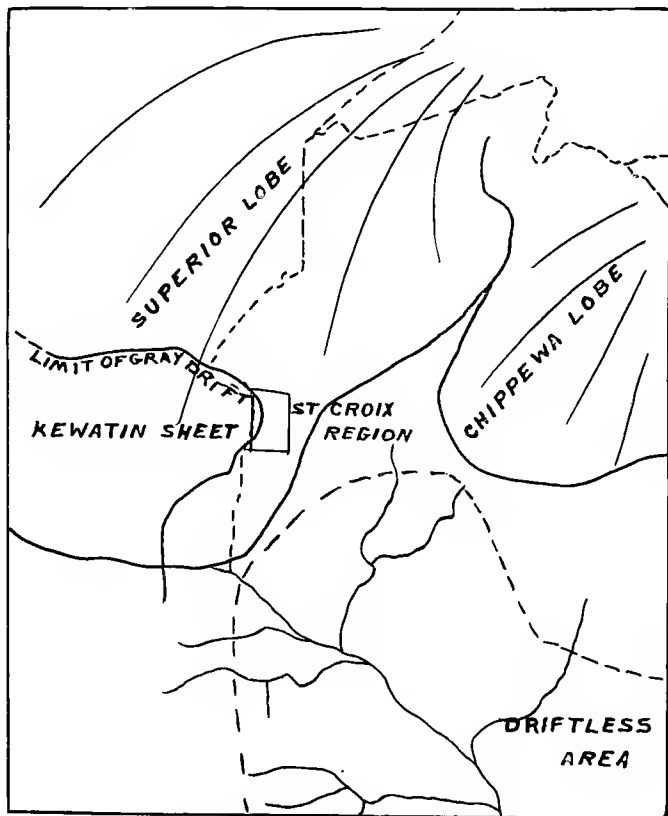 SUPERIOR LOBE
CHIPPEWA LOBE
LIMIT OF GRAY DRIFT
KEWATIN SHEET
ST CROIX
REGION
DRIFTLESS
AREA